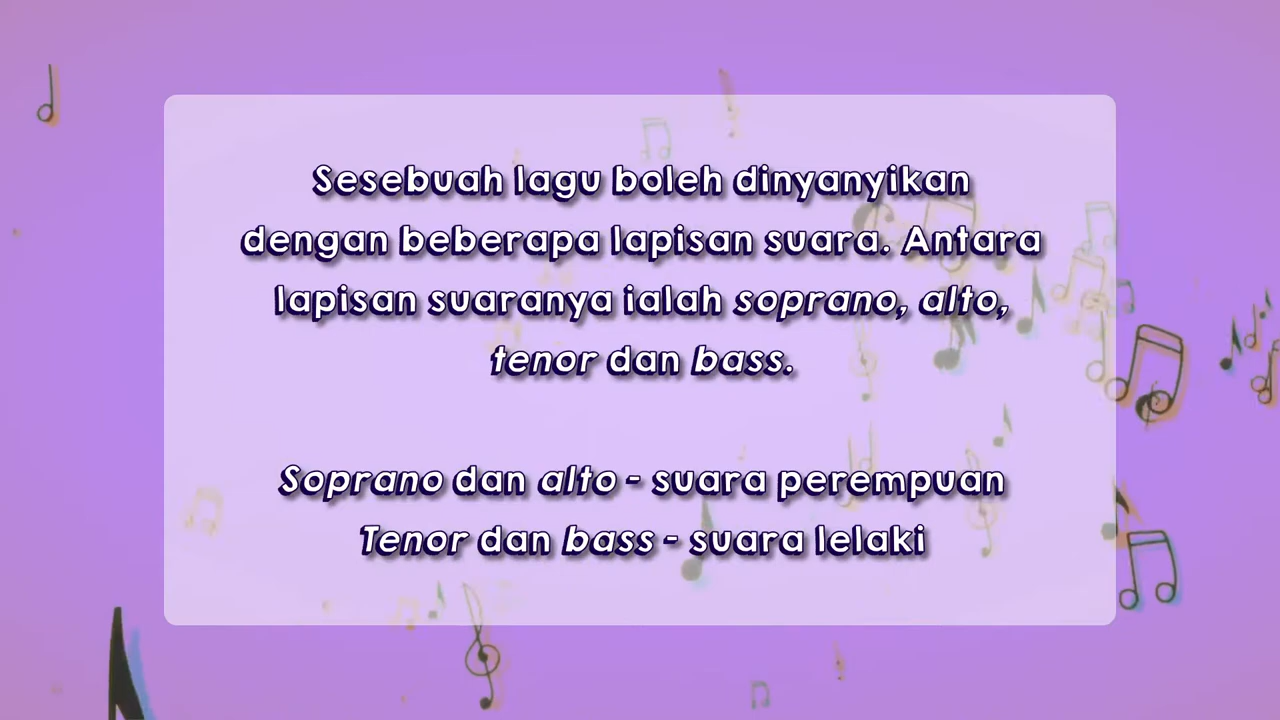 Sesebuah lagu boleh dinyanyikan
dengan beberapa lapisan suara. Antara
lapisan suaranya ialah soprano, alto,
tenor dan bass.
Soprano dan alto - suara perempuan
Tenor dan bass - suara lelaki